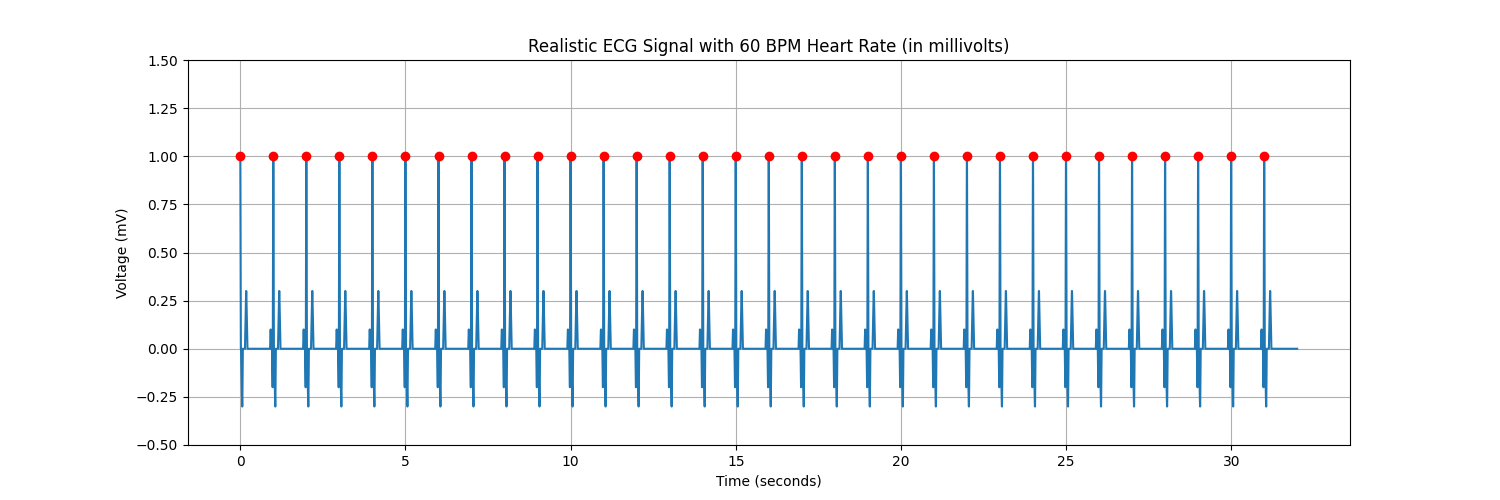 Realistic ECG Signal with 60 BPM Heart Rate (in millivolts)
1.50
1.25
1.00
0.75
0.50
0.25
0.00
−0.25
−0.50
Voltage (mV)
0 5 10 15 20 25 30
Time (seconds)